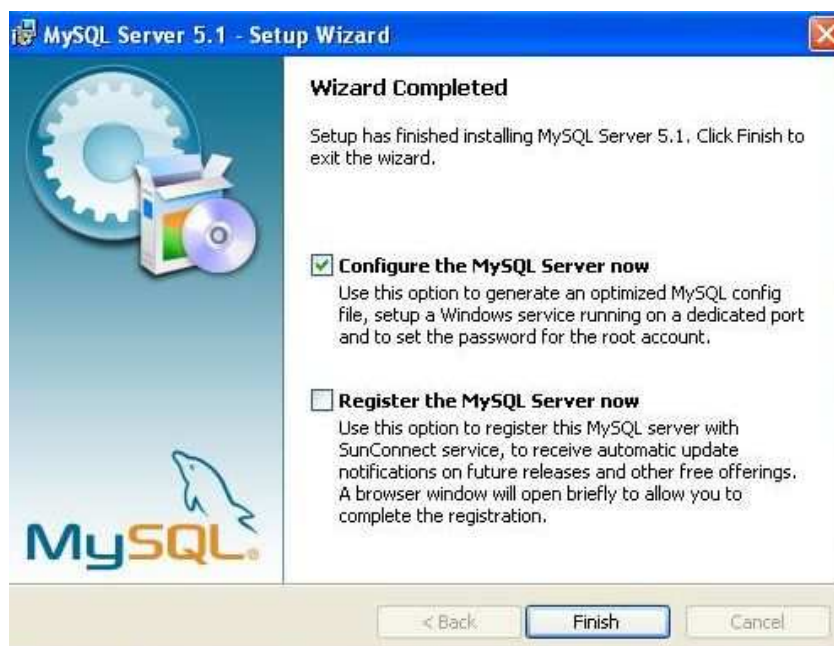 MySQL Server 5.1 - Setup Wizard
Wizard Completed
Setup has finished installing MySQL Server 5.1. Click Finish to
exit the wizard.
Configure the MySQL Server now
Use this option to generate an optimized MySQL config
file, setup a Windows service running on a dedicated port
and to set the password for the root account.
Register the MySQL Server now
Use this option to register this MySQL server with
SunConnect service, to receive automatic update
notifications on future releases and other free offerings.
A browser window will open briefly to allow you to
complete the registration.
MySQL®
< Back
Finish
Cancel